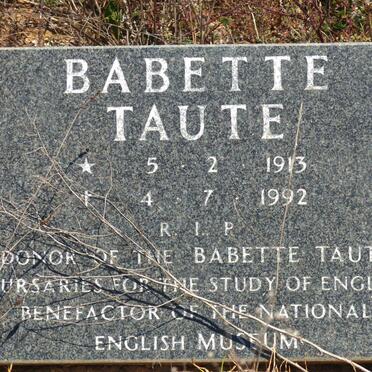 BABETTE
TAUTE
★ 5 · 2 1913
† 4 · 7 1992
R.I.P
DONOR OF THE BABETTE TAUT
URSARIES FOR THE STUDY OF ENGL
BENEFACTOR OF THE NATIONAL
ENGLISH MUSEUM